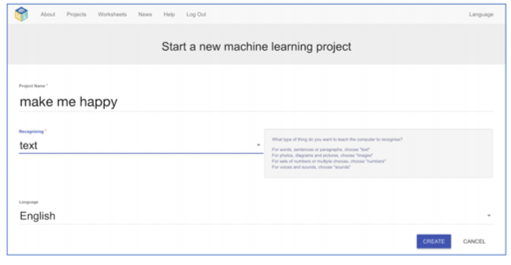 About Projects Worksheets News Help Log Out Language
Start a new machine learning project
Project Name *
make me happy
Recognising *
text
What type of thing do you want to teach the computer to recognise?
For words, sentences or paragraphs, choose "text"
For photos, diagrams and pictures, choose "images"
For sets of numbers or multiple choices, choose "numbers"
For voices and sounds, choose "sounds"
Language
English
CREATE CANCEL